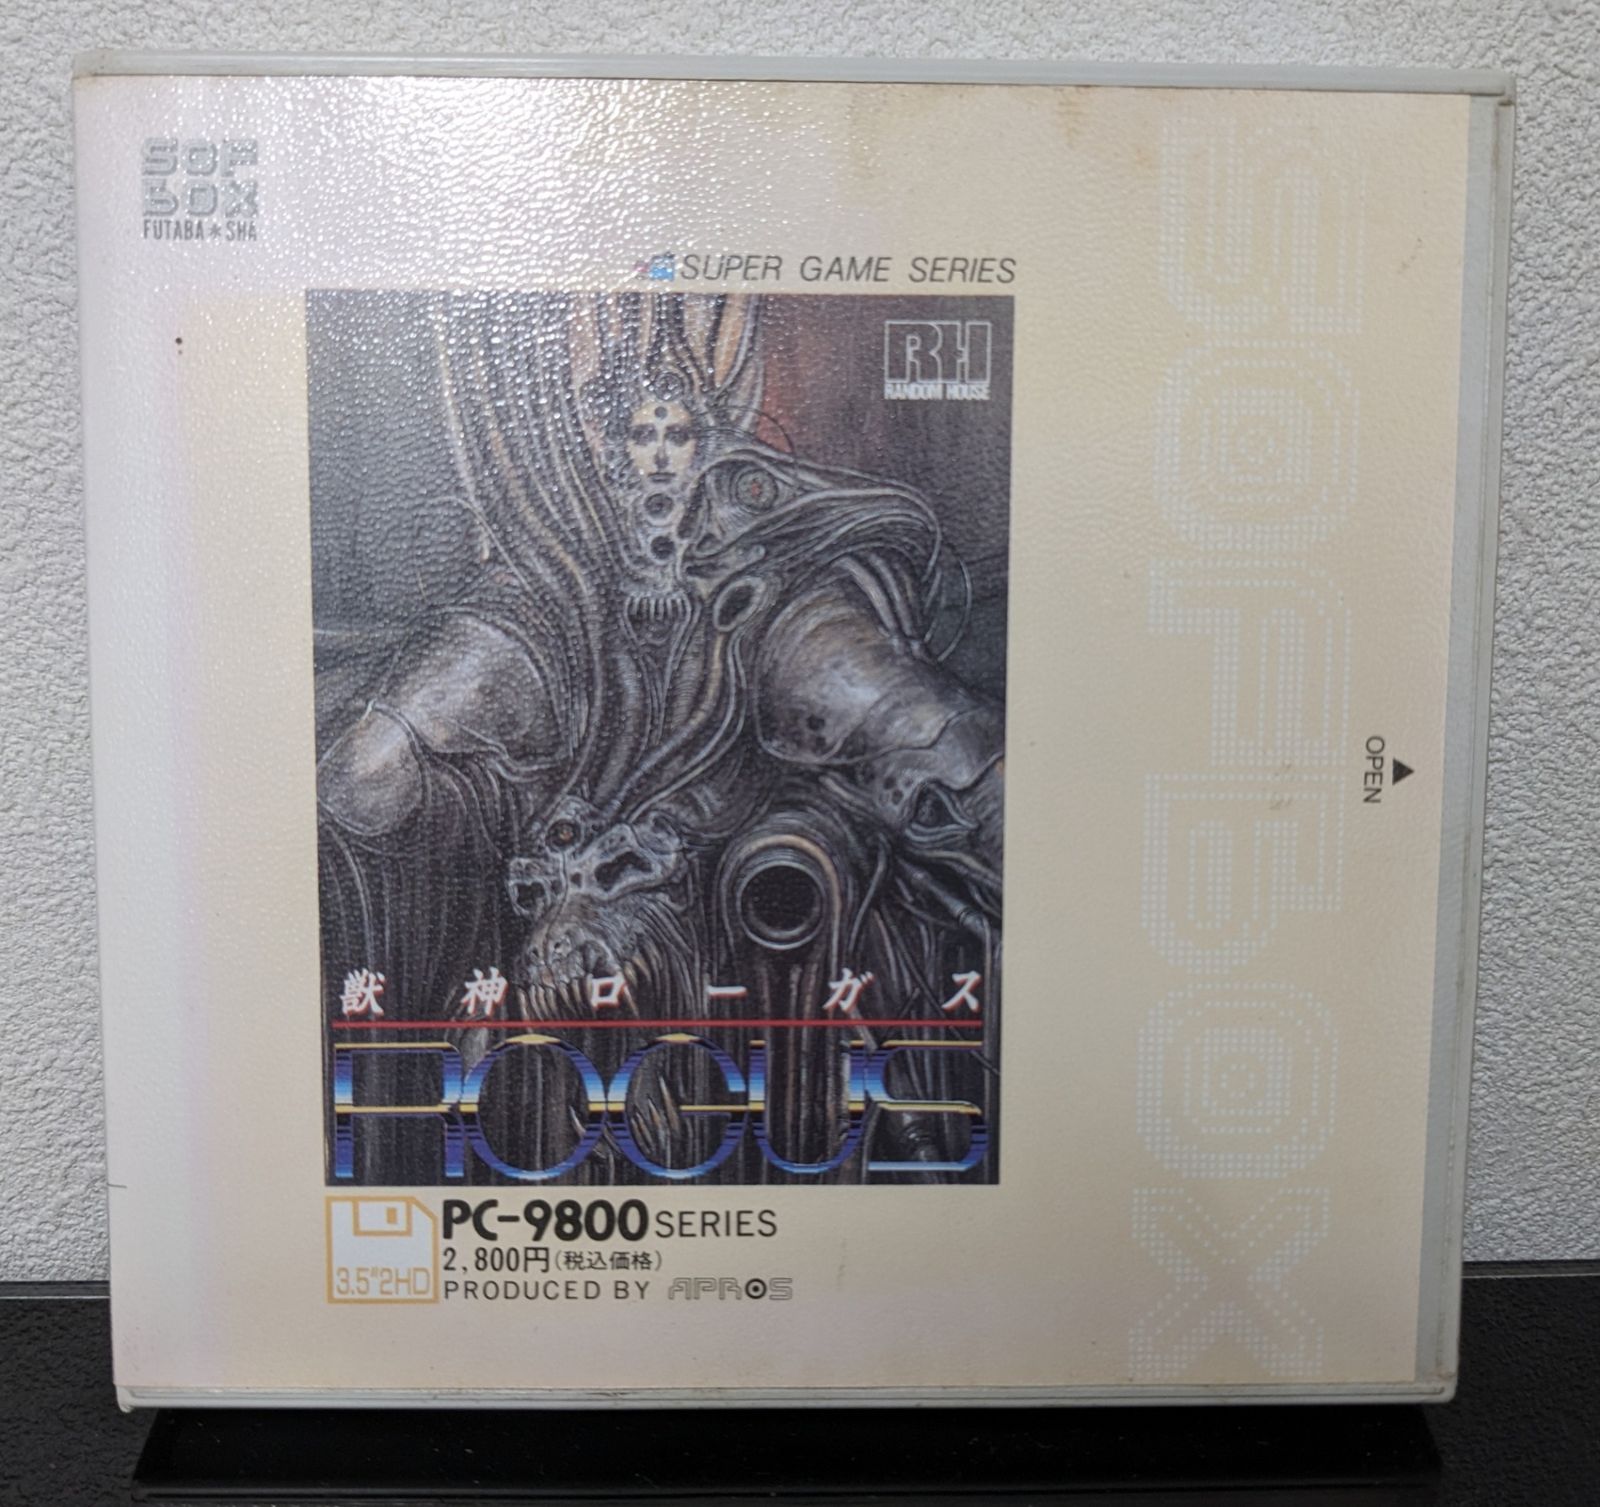 SOF
BOX
FUTABA＊SHA
SUPER GAME SERIES
RH
RANDOM HOUSE
獣神ローガス
ROGUS
3.5"2HD
PC-9800 SERIES
2,800円(税込価格)
PRODUCED BY APROS
SOFBOX
▲
OPEN